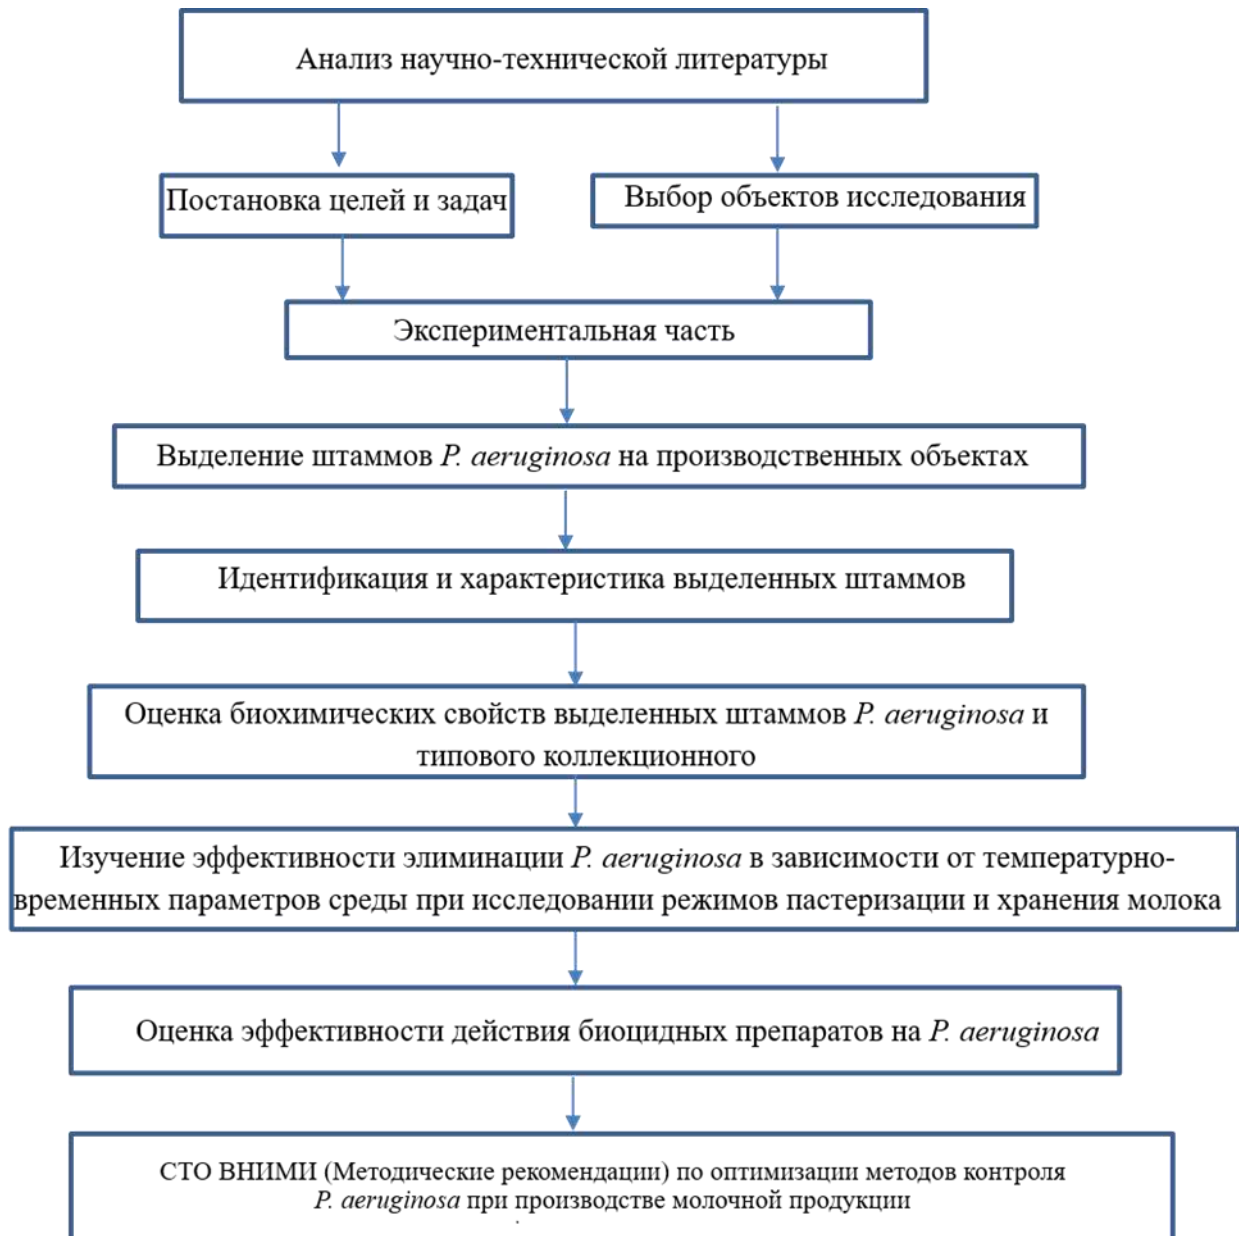 Анализ научно-технической литературы
Постановка целей и задач
Выбор объектов исследования
Экспериментальная часть
Выделение штаммов P. aeruginosa на производственных объектах
Идентификация и характеристика выделенных штаммов
Оценка биохимических свойств выделенных штаммов P. aeruginosa и
типового коллекционного
Изучение эффективности элиминации P. aeruginosa в зависимости от температурно-
временных параметров среды при исследовании режимов пастеризации и хранения молока
Оценка эффективности действия биоцидных препаратов на P. aeruginosa
СТО ВНИМИ (Методические рекомендации) по оптимизации методов контроля
P. aeruginosa при производстве молочной продукции